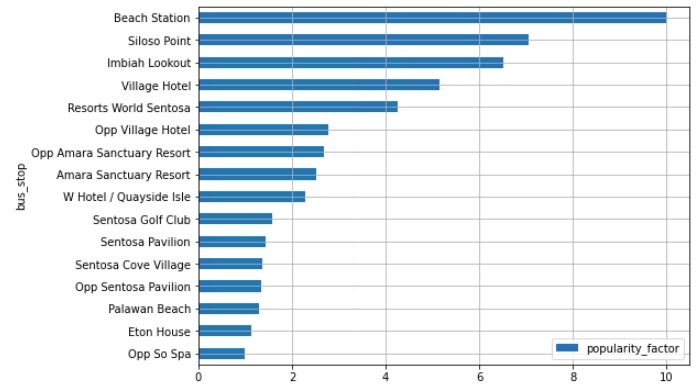 Beach Station
Siloso Point
Imbiah Lookout
Village Hotel
Resorts World Sentosa
Opp Village Hotel
Opp Amara Sanctuary Resort
Amara Sanctuary Resort
W Hotel / Quayside Isle
Sentosa Golf Club
Sentosa Pavilion
Sentosa Cove Village
Opp Sentosa Pavilion
Palawan Beach
Eton House
Opp So Spa
bus_stop
popularity_factor
0 2 4 6 8 10